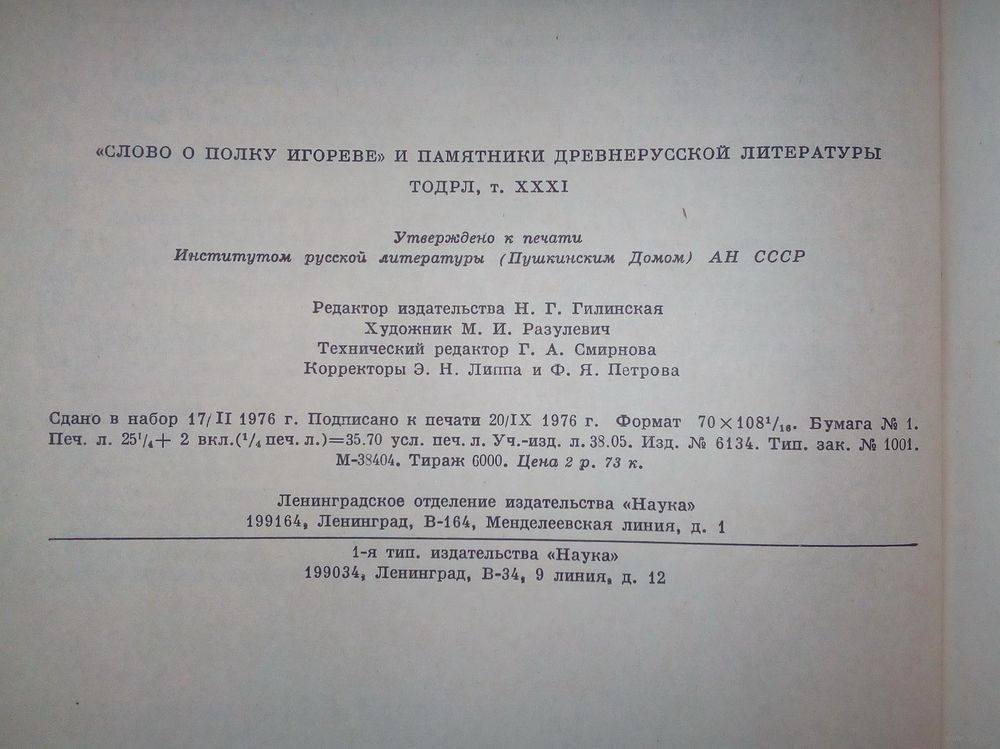 «СЛОВО О ПОЛКУ ИГОРЕВЕ» И ПАМЯТНИКИ ДРЕВНЕРУССКОЙ ЛИТЕРАТУРЫ
ТОДРЛ, т. XXXI
Утверждено к печати
Институтом русской литературы (Пушкинским Домом) АН СССР
Редактор издательства Н. Г. Гилинская
Художник М. И. Разулевич
Технический редактор Г. А. Смирнова
Корректоры Э. Н. Липпа и Ф. Я. Петрова
Сдано в набор 17/II 1976 г. Подписано к печати 20/IX 1976 г. Формат 70×108¹/₁₆. Бумага № 1.
Печ. л. 25¹/₄+ 2 вкл.(¹/₄ печ. л.)=35.70 усл. печ. л. Уч.-изд. л. 38.05. Изд. № 6134. Тип. зак. № 1001.
М-38404. Тираж 6000. Цена 2 р. 73 к.
Ленинградское отделение издательства «Наука»
199164, Ленинград, В-164, Менделеевская линия, д. 1
1-я тип. издательства «Наука»
199034, Ленинград, В-34, 9 линия, д. 12